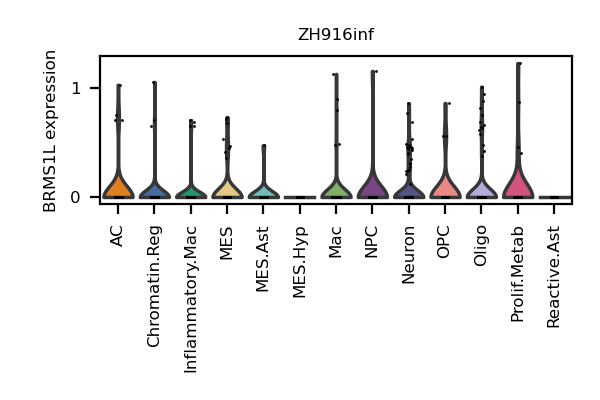 ZH916inf
BRMS1L expression
1
0
AC
Chromatin.Reg
Inflammatory.Mac
MES
MES.Ast
MES.Hyp
Mac
NPC
Neuron
OPC
Oligo
Prolif.Metab
Reactive.Ast